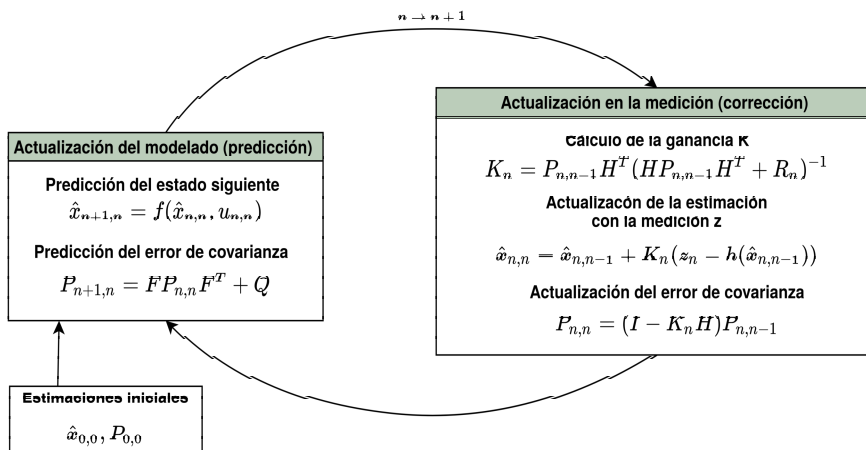 n → n + 1
Actualización en la medición (corrección)
Cálculo de la ganancia K
K_n = P_{n,n−1}H^T(HP_{n,n−1}H^T + R_n)^{−1}
Actualizacón de la estimación
con la medición z
x̂_{n,n} = x̂_{n,n−1} + K_n(z_n − h(x̂_{n,n−1}))
Actualización del error de covarianza
P_{n,n} = (I − K_nH)P_{n,n−1}
Actualización del modelado (predicción)
Predicción del estado siguiente
x̂_{n+1,n} = f(x̂_{n,n}, u_{n,n})
Predicción del error de covarianza
P_{n+1,n} = FP_{n,n}F^T + Q
Estimaciones iniciales
x̂_{0,0}, P_{0,0}